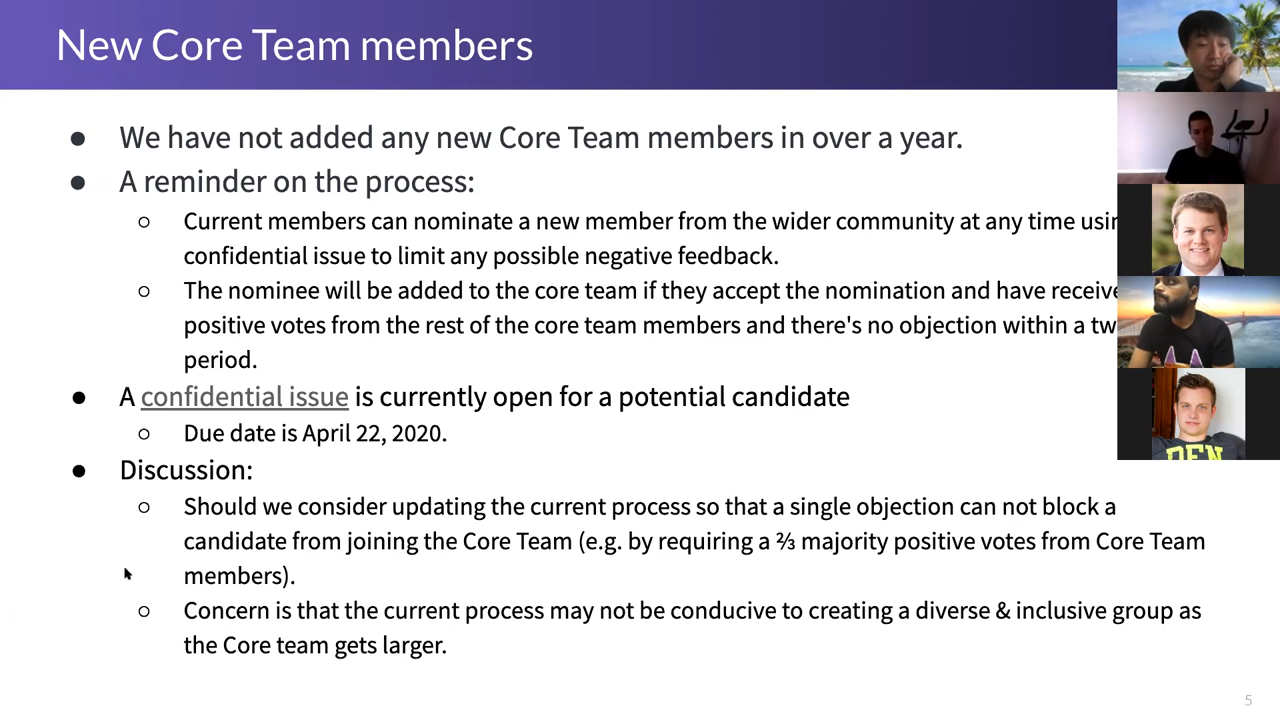 New Core Team members
● We have not added any new Core Team members in over a year.
● A reminder on the process:
○ Current members can nominate a new member from the wider community at any time
confidential issue to limit any possible negative feedback.
○ The nominee will be added to the core team if they accept the nomination and have
positive votes from the rest of the core team members and there's no objection within a
period.
● A confidential issue is currently open for a potential candidate
○ Due date is April 22, 2020.
● Discussion:
○ Should we consider updating the current process so that a single objection can not block a
candidate from joining the Core Team (e.g. by requiring a ⅔ majority positive votes from Core Team
members).
○ Concern is that the current process may not be conducive to creating a diverse & inclusive group as
the Core team gets larger.
5